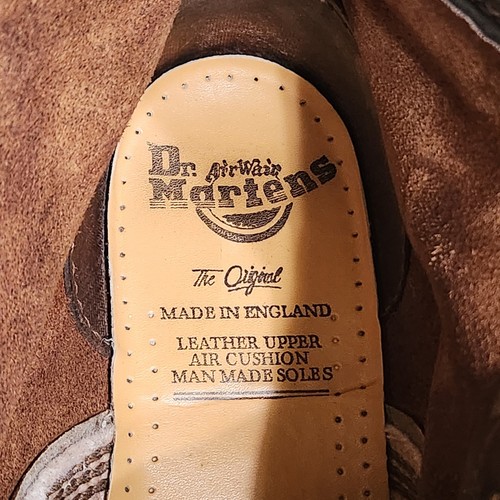 Dr. AirWair
Martens
The Original
MADE IN ENGLAND
LEATHER UPPER
AIR CUSHION
MAN MADE SOLES